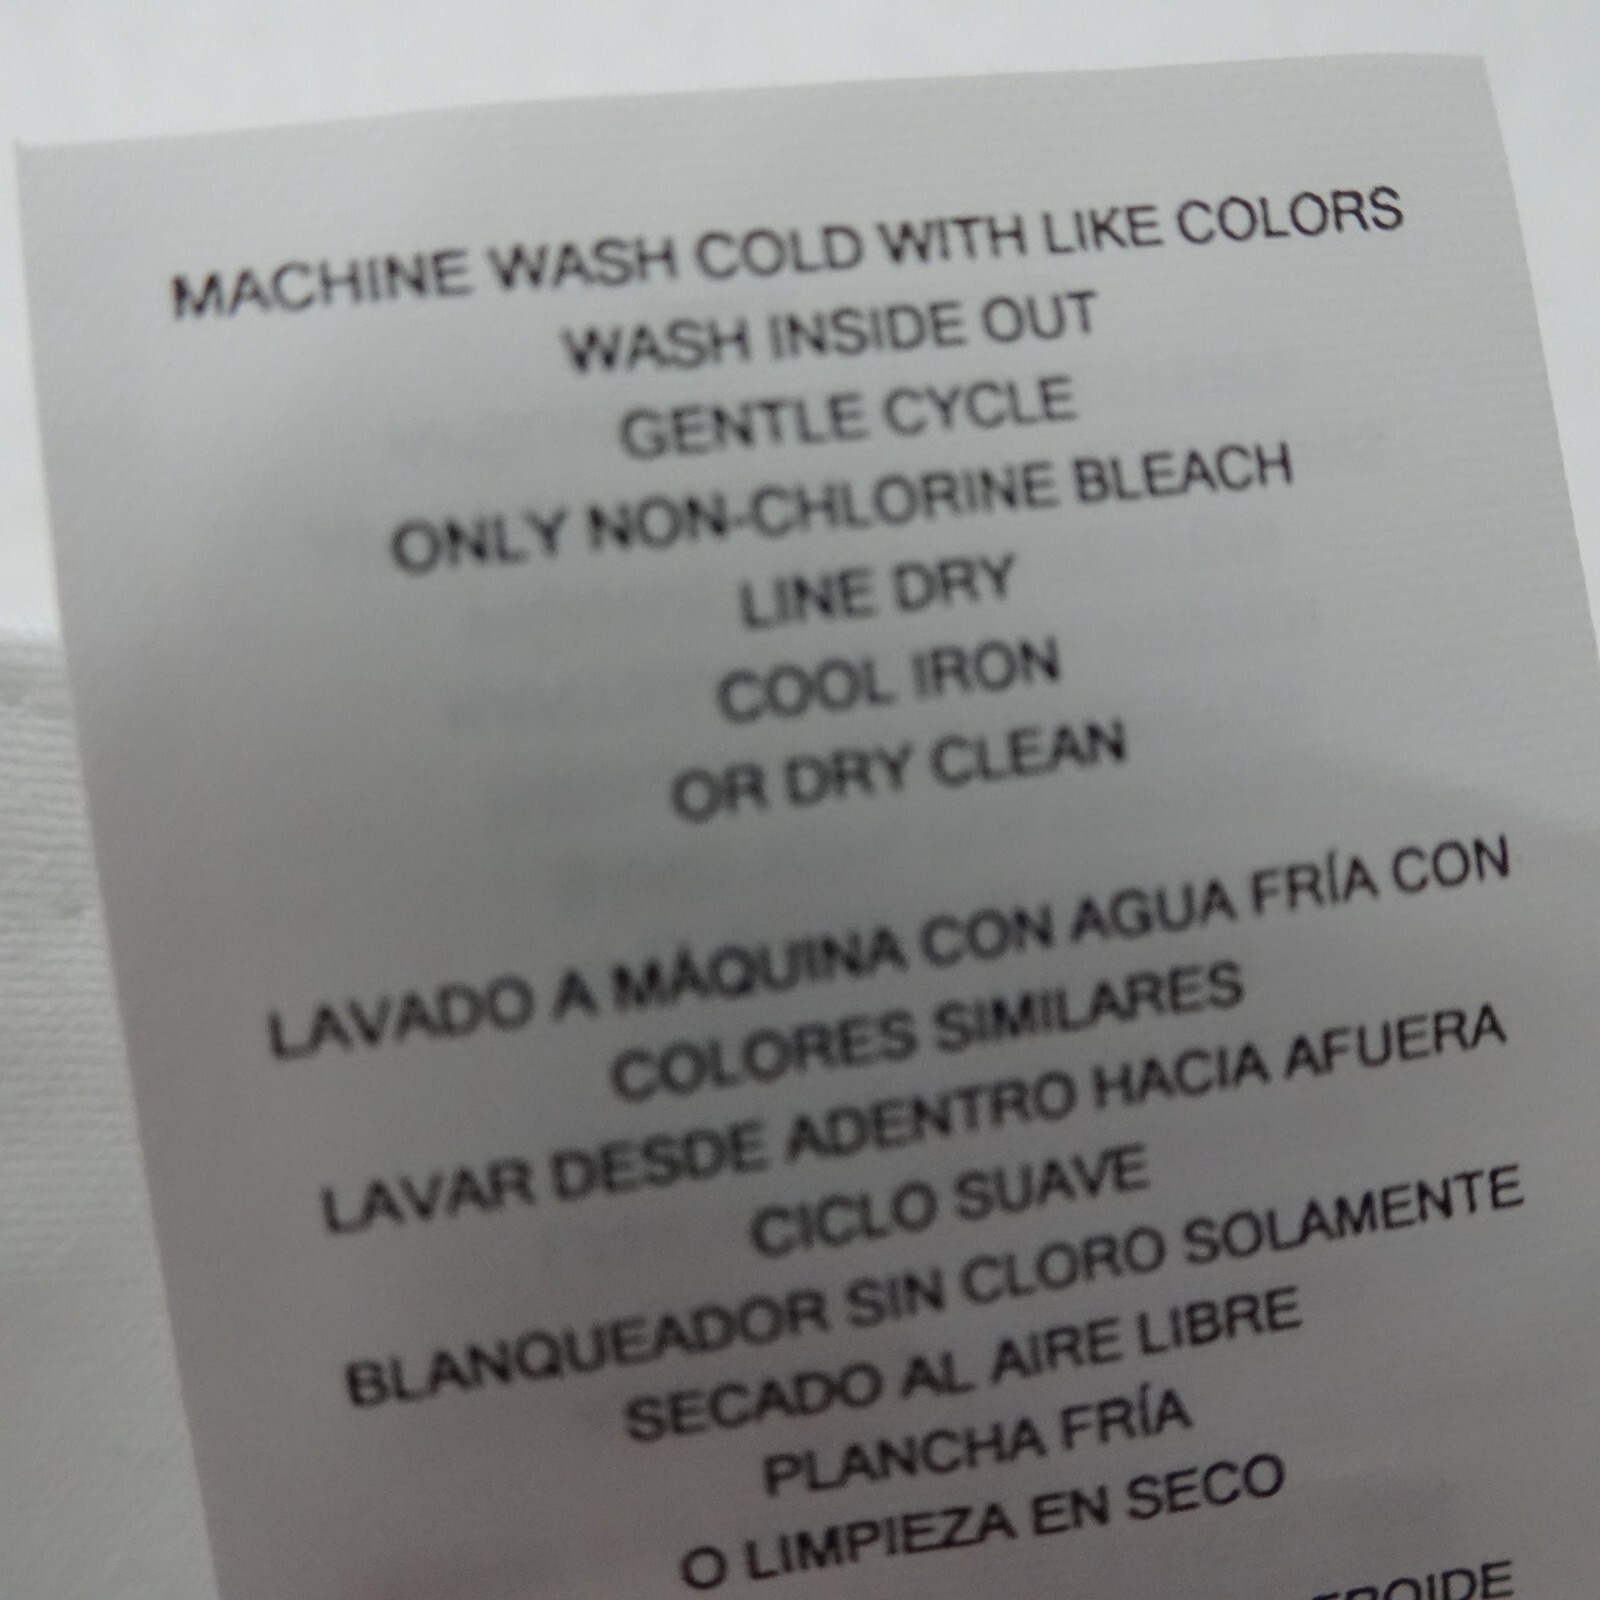 MACHINE WASH COLD WITH LIKE COLORS
WASH INSIDE OUT
GENTLE CYCLE
ONLY NON-CHLORINE BLEACH
LINE DRY
COOL IRON
OR DRY CLEAN
LAVADO A MÁQUINA CON AGUA FRÍA CON
COLORES SIMILARES
LAVAR DESDE ADENTRO HACIA AFUERA
CICLO SUAVE
BLANQUEADOR SIN CLORO SOLAMENTE
SECADO AL AIRE LIBRE
PLANCHA FRÍA
O LIMPIEZA EN SECO